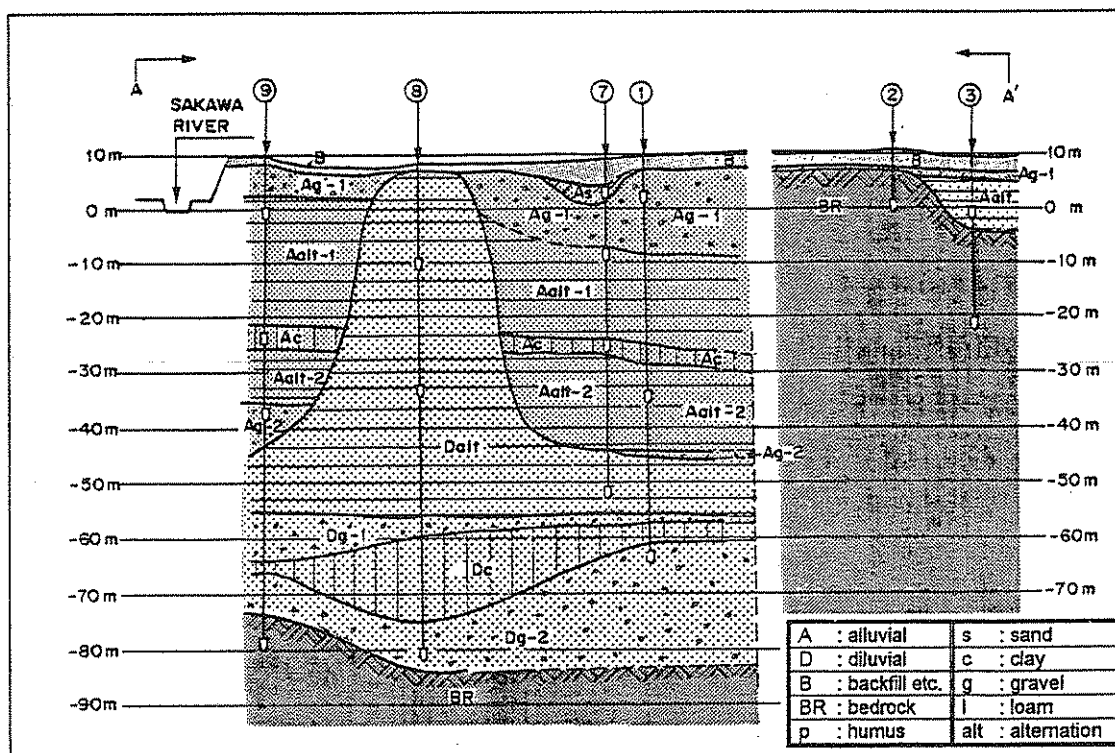 A
A'
SAKAWA
RIVER
9
8
7
1
2
3
10 m
0 m
-10 m
-20 m
-30 m
-40 m
-50 m
-60 m
-70 m
-80 m
-90 m
10 m
0 m
-10 m
-20 m
-30 m
-40 m
-50 m
-60 m
-70 m
-80 m
-90 m
B
Ag-1
Aalt-1
Ac
Aalt-2
Ag-2
Dalt
Dg-1
Dc
Dg-2
BR
As
Ag-1
Ag-1
B
Aalt-1
Ac
Ac
Aalt-2
Aalt-2
Ag-2
B
BR
Ag-1
Aalt
A : alluvial s : sand
D : diluvial c : clay
B : backfill etc. g : gravel
BR : bedrock l : loam
p : humus alt : alternation